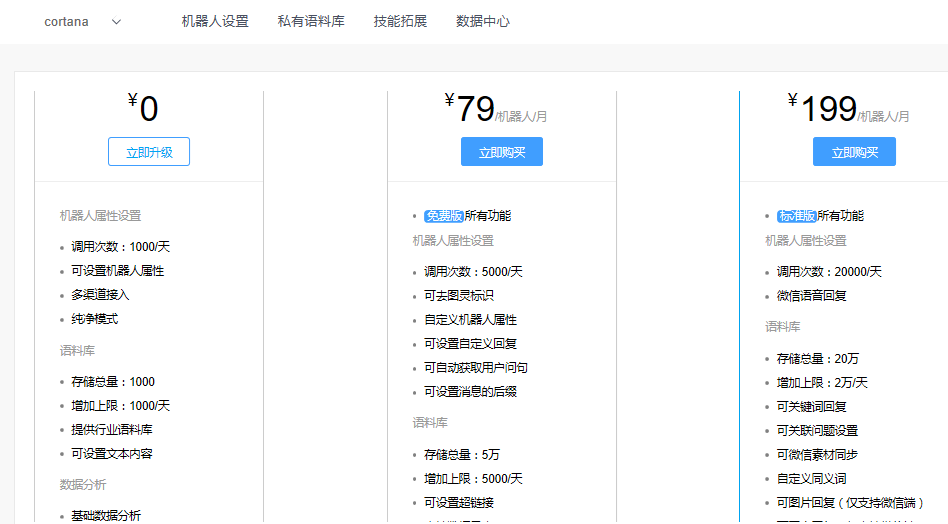 cortana 机器人设置 私有语料库 技能拓展 数据中心
¥0
立即升级
机器人属性设置
调用次数：1000/天
可设置机器人属性
多渠道接入
纯净模式
语料库
存储总量：1000
增加上限：1000/天
提供行业语料库
可设置文本内容
数据分析
基础数据分析
¥79/机器人/月
立即购买
免费版所有功能
机器人属性设置
调用次数：5000/天
可去图灵标识
自定义机器人属性
可设置自定义回复
可自动获取用户问句
可设置消息的后缀
语料库
存储总量：5万
增加上限：5000/天
可设置超链接
¥199/机器人/月
立即购买
标准版所有功能
机器人属性设置
调用次数：20000/天
微信语音回复
语料库
存储总量：20万
增加上限：2万/天
可关键词回复
可关联问题设置
可微信素材同步
自定义同义词
可图片回复（仅支持微信端）